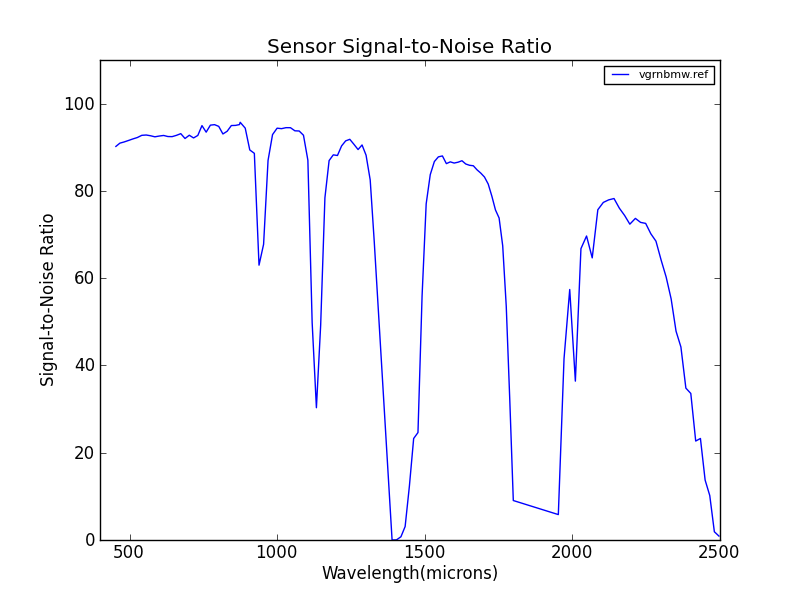 Sensor Signal-to-Noise Ratio
vgrnbmw.ref
100
80
60
40
20
0
Signal-to-Noise Ratio
500
1000
1500
2000
2500
Wavelength(microns)